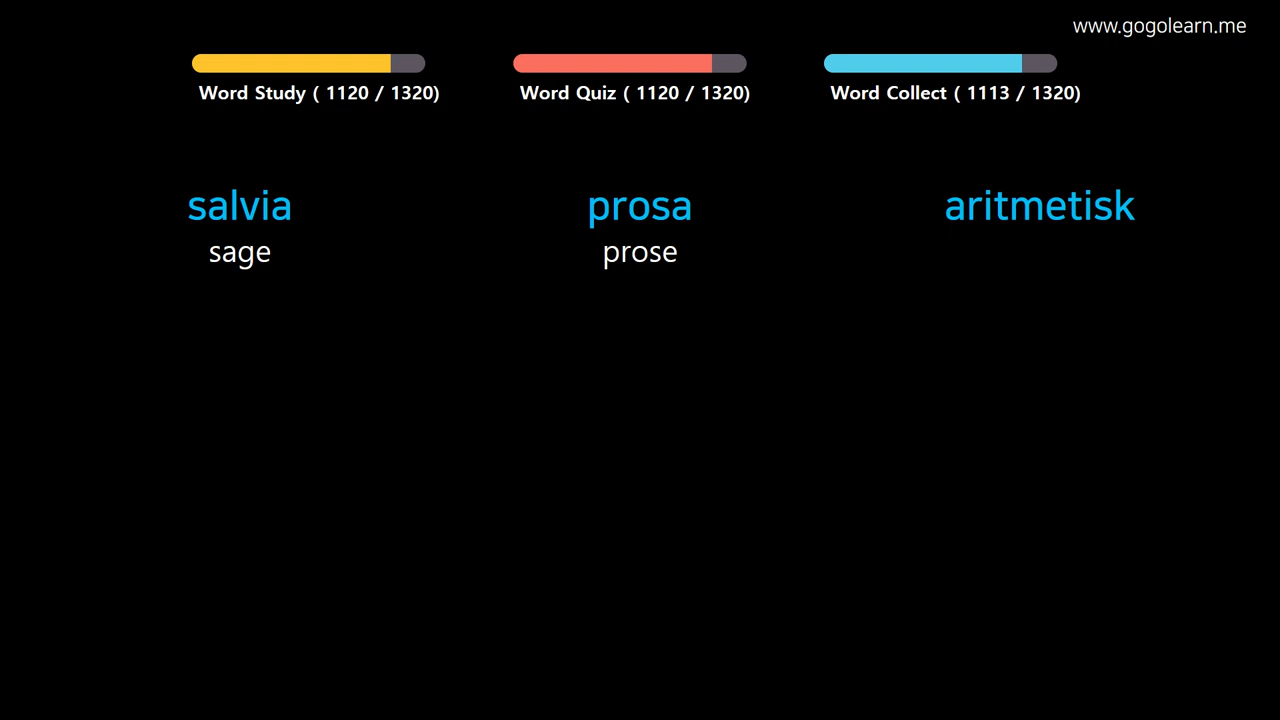 www.gogolearn.me
Word Study ( 1120 / 1320)
Word Quiz ( 1120 / 1320)
Word Collect ( 1113 / 1320)
salvia
sage
prosa
prose
aritmetisk